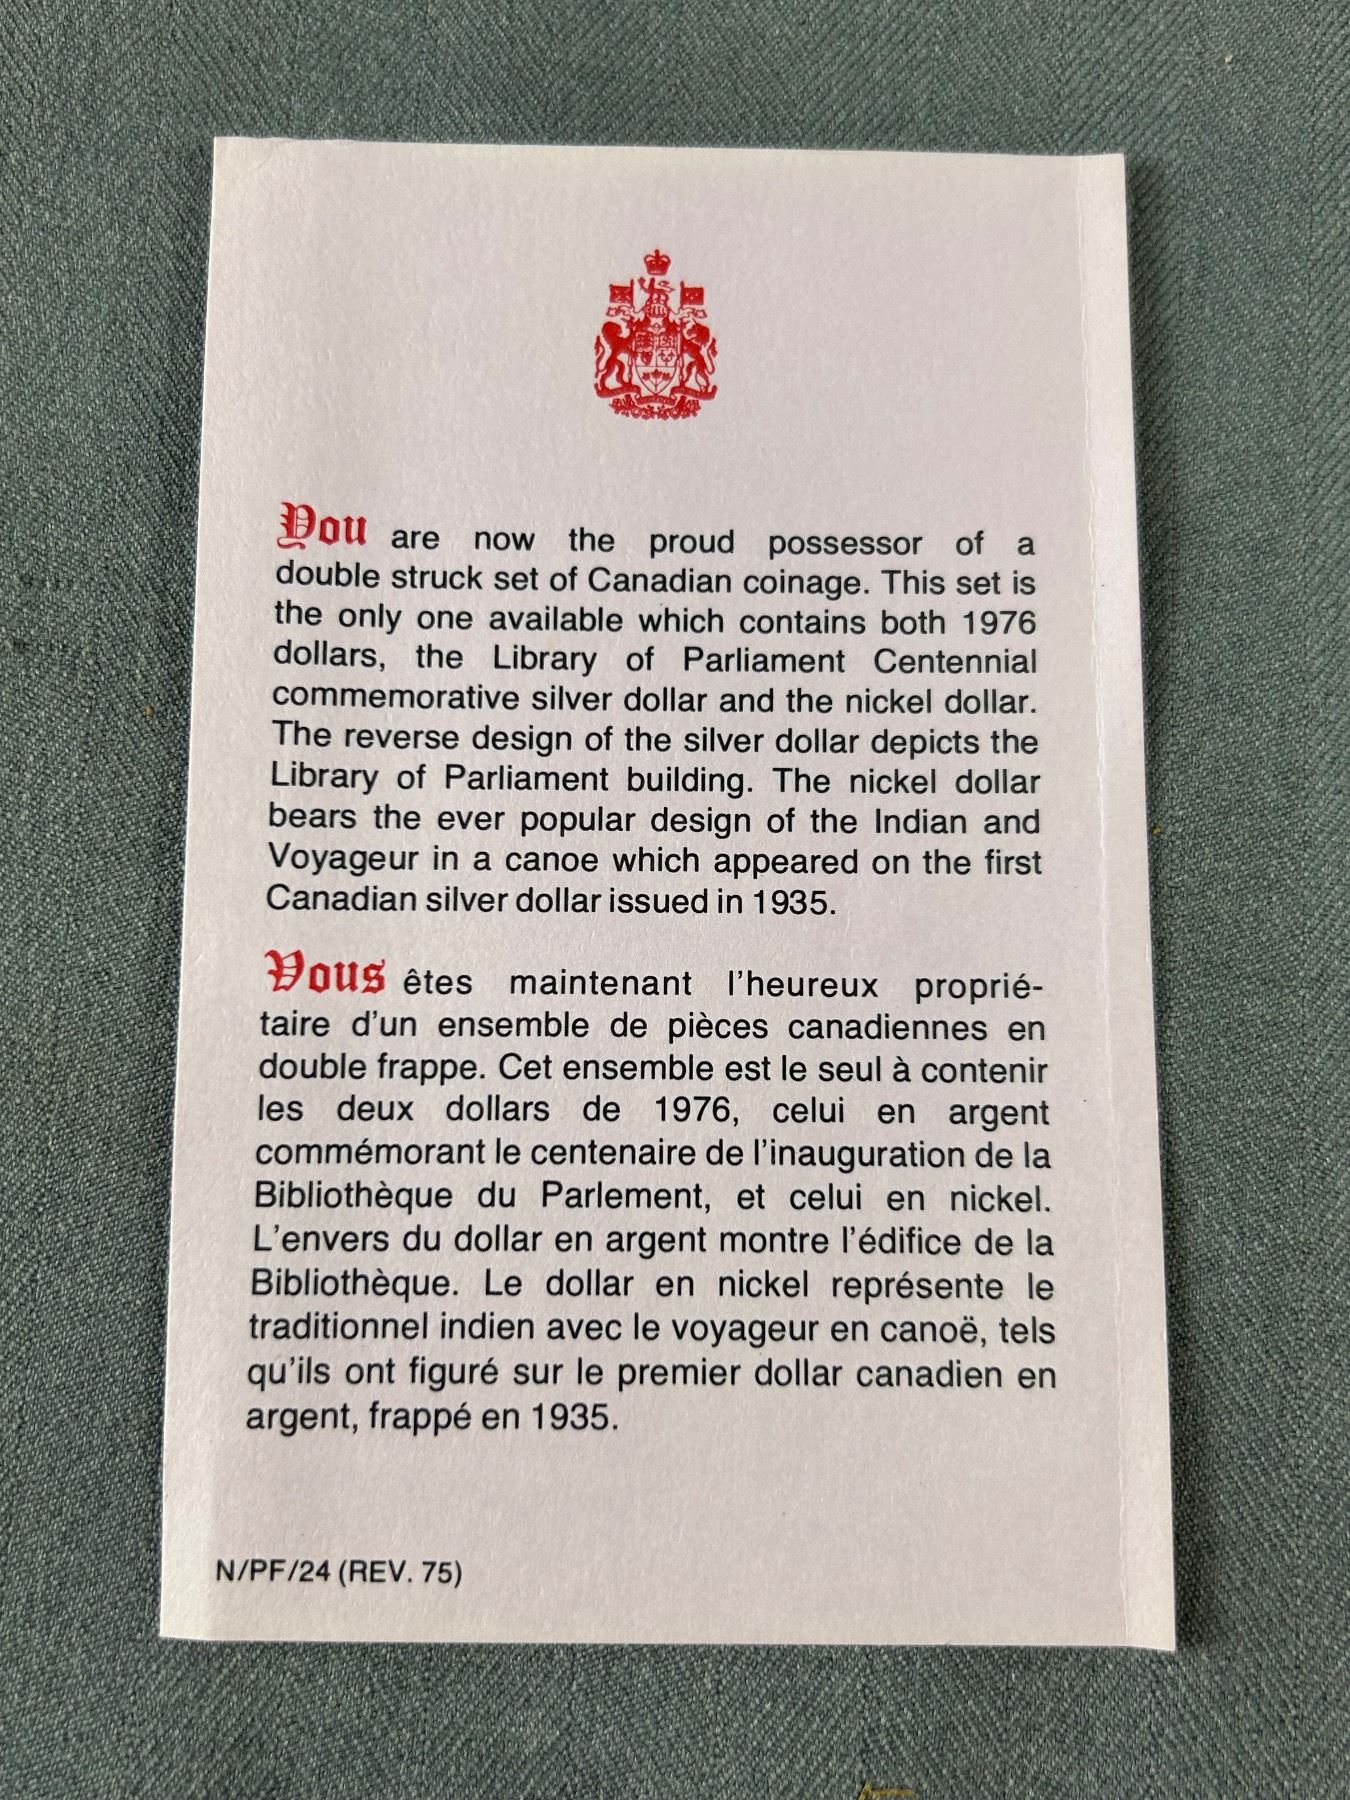 You are now the proud possessor of a
double struck set of Canadian coinage. This set is
the only one available which contains both 1976
dollars, the Library of Parliament Centennial
commemorative silver dollar and the nickel dollar.
The reverse design of the silver dollar depicts the
Library of Parliament building. The nickel dollar
bears the ever popular design of the Indian and
Voyageur in a canoe which appeared on the first
Canadian silver dollar issued in 1935.
Vous êtes maintenant l'heureux proprié-
taire d'un ensemble de pièces canadiennes en
double frappe. Cet ensemble est le seul à contenir
les deux dollars de 1976, celui en argent
commémorant le centenaire de l'inauguration de la
Bibliothèque du Parlement, et celui en nickel.
L'envers du dollar en argent montre l'édifice de la
Bibliothèque. Le dollar en nickel représente le
traditionnel indien avec le voyageur en canoë, tels
qu'ils ont figuré sur le premier dollar canadien en
argent, frappé en 1935.
N/PF/24 (REV. 75)